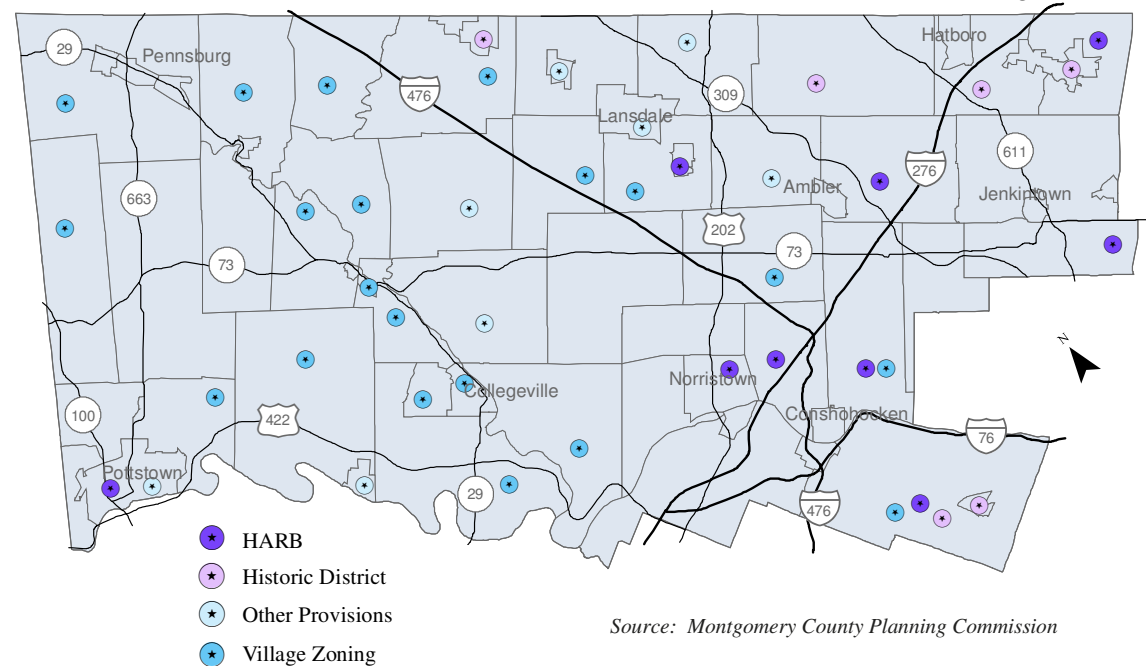 Hatboro
29
Pennsburg
476
309
Lansdale
611
276
Ambler
Jenkintown
663
202
73
73
N
Norristown
Collegeville
Conshohocken
100
422
76
Pottstown
29
476
HARB
Historic District
Other Provisions
Village Zoning
Source: Montgomery County Planning Commission